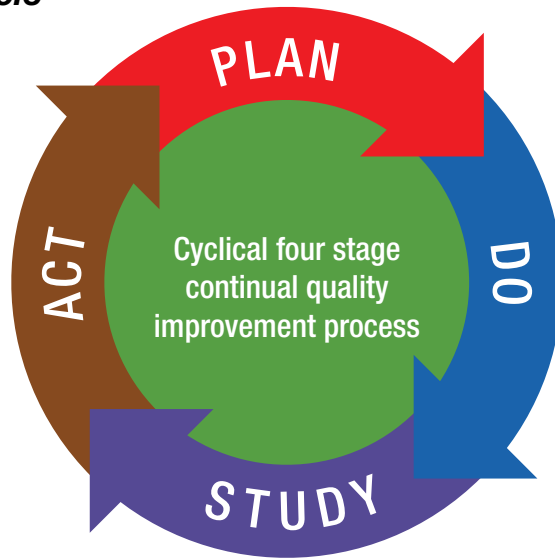 PLAN
DO
STUDY
ACT
Cyclical four stage
continual quality
improvement process